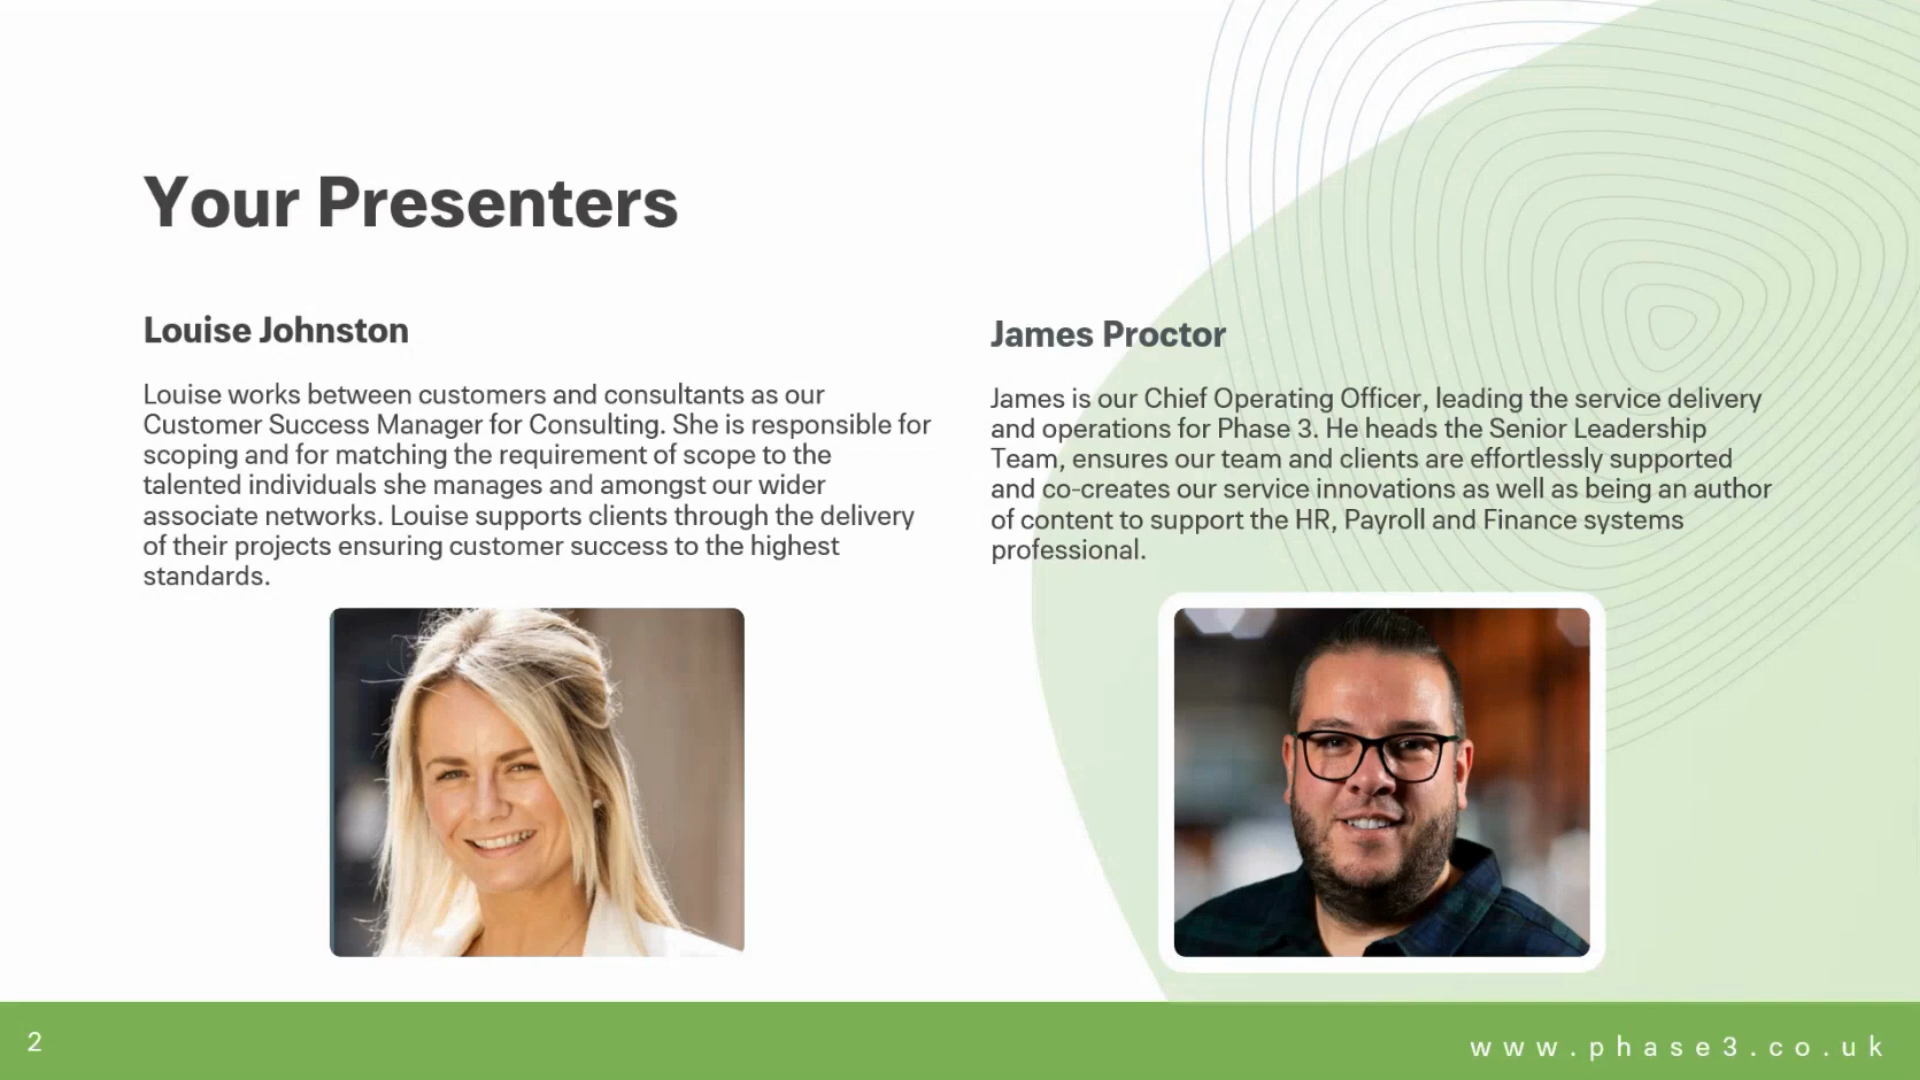 Your Presenters
Louise Johnston
Louise works between customers and consultants as our
Customer Success Manager for Consulting. She is responsible for
scoping and for matching the requirement of scope to the
talented individuals she manages and amongst our wider
associate networks. Louise supports clients through the delivery
of their projects ensuring customer success to the highest
standards.
James Proctor
James is our Chief Operating Officer, leading the service delivery
and operations for Phase 3. He heads the Senior Leadership
Team, ensures our team and clients are effortlessly supported
and co-creates our service innovations as well as being an author
of content to support the HR, Payroll and Finance systems
professional.
2
www.phase3.co.uk